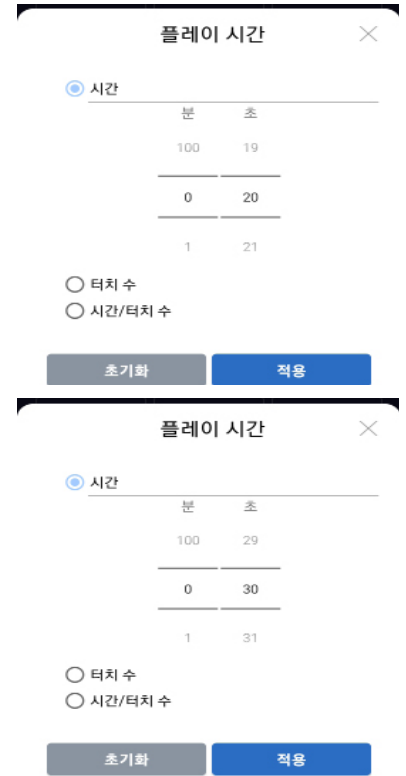 플레이 시간
시간
분 초
100 19
0 20
1 21
터치 수
시간/터치 수
초기화 적용
플레이 시간
시간
분 초
100 29
0 30
1 31
터치 수
시간/터치 수
초기화 적용